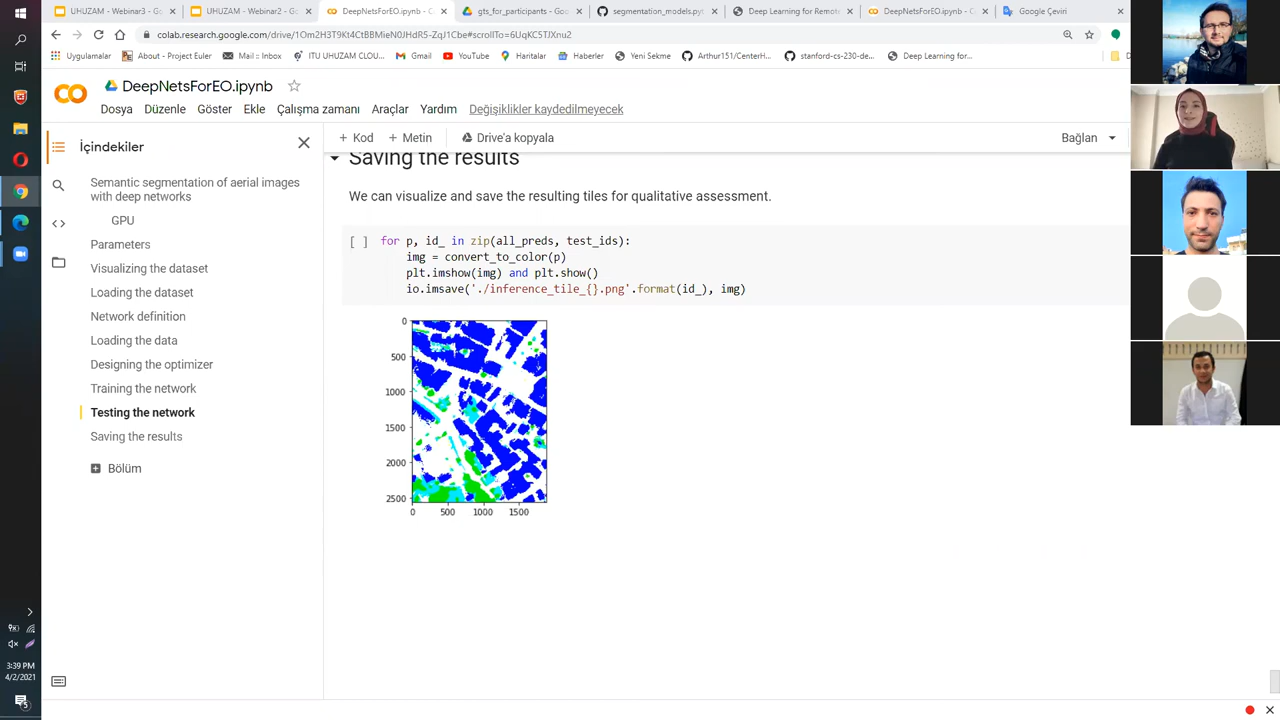 UHUZAM - Webinar3 - Go
UHUZAM - Webinar2 - Go
DeepNetsForEO.ipynb - C
gts_for_participants - Goo
segmentation_models.pyt
Deep Learning for Remot
DeepNetsForEO.ipynb - C
Google Çeviri
colab.research.google.com/drive/1Om2H3T9Kt4CtBBMieN0JHdR5-ZqJ1Cbe#scrollTo=6UqXC5TJXnu2
Uygulamalar
About - Project Euler
Mail :: Inbox
ITU UHUZAM CLOU...
Gmail
YouTube
Haritalar
Haberler
Yeni Sekme
Arthur151/CenterH...
stanford-cs-230-de...
Deep Learning for...
CO
DeepNetsForEO.ipynb
Dosya Düzenle Göster Ekle Çalışma zamanı Araçlar Yardım Değişiklikler kaydedilmeyecek
İçindekiler
+ Kod + Metin Drive'a kopyala
Bağlan
Semantic segmentation of aerial images
with deep networks
GPU
Parameters
Visualizing the dataset
Loading the dataset
Network definition
Loading the data
Designing the optimizer
Training the network
Testing the network
Saving the results
Bölüm
Saving the results
We can visualize and save the resulting tiles for qualitative assessment.
[ ] for p, id_ in zip(all_preds, test_ids):
img = convert_to_color(p)
plt.imshow(img) and plt.show()
io.imsave('./inference_tile_{}.png'.format(id_), img)
0
500
1000
1500
2000
2500
0 500 1000 1500
3:39 PM
4/2/2021
5